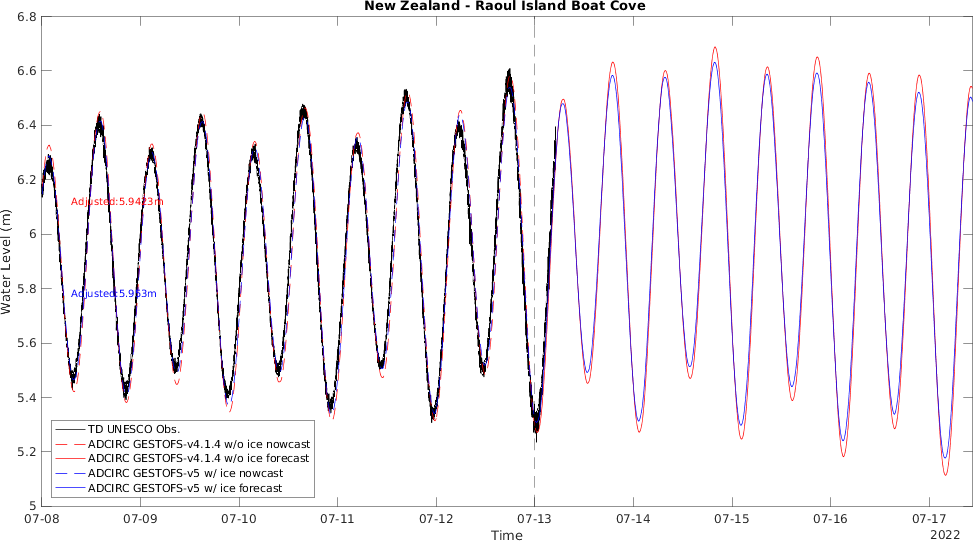 New Zealand - Raoul Island Boat Cove
6.8
6.6
6.4
6.2
6
5.8
5.6
5.4
5.2
5
Water Level (m)
Adjusted:5.9423m
Adjusted:5.953m
TD UNESCO Obs.
ADCIRC GESTOFS-v4.1.4 w/o ice nowcast
ADCIRC GESTOFS-v4.1.4 w/o ice forecast
ADCIRC GESTOFS-v5 w/ ice nowcast
ADCIRC GESTOFS-v5 w/ ice forecast
07-08 07-09 07-10 07-11 07-12 07-13 07-14 07-15 07-16 07-17
Time
2022